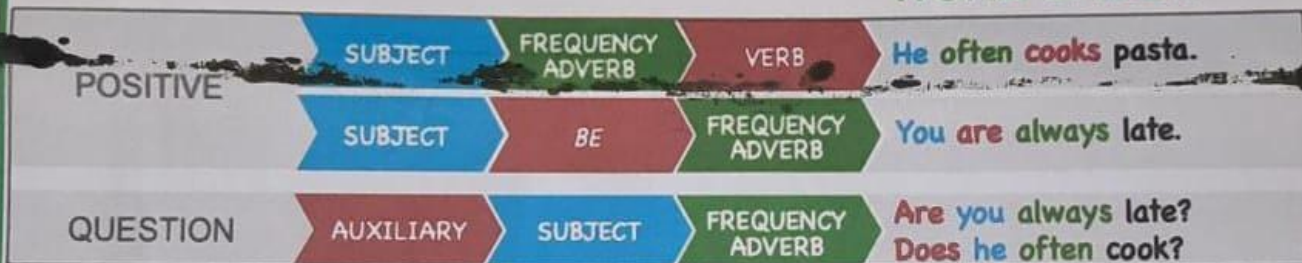 SUBJECT FREQUENCY ADVERB VERB He often cooks pasta.
POSITIVE
SUBJECT BE FREQUENCY ADVERB You are always late.
QUESTION AUXILIARY SUBJECT FREQUENCY ADVERB Are you always late?
Does he often cook?